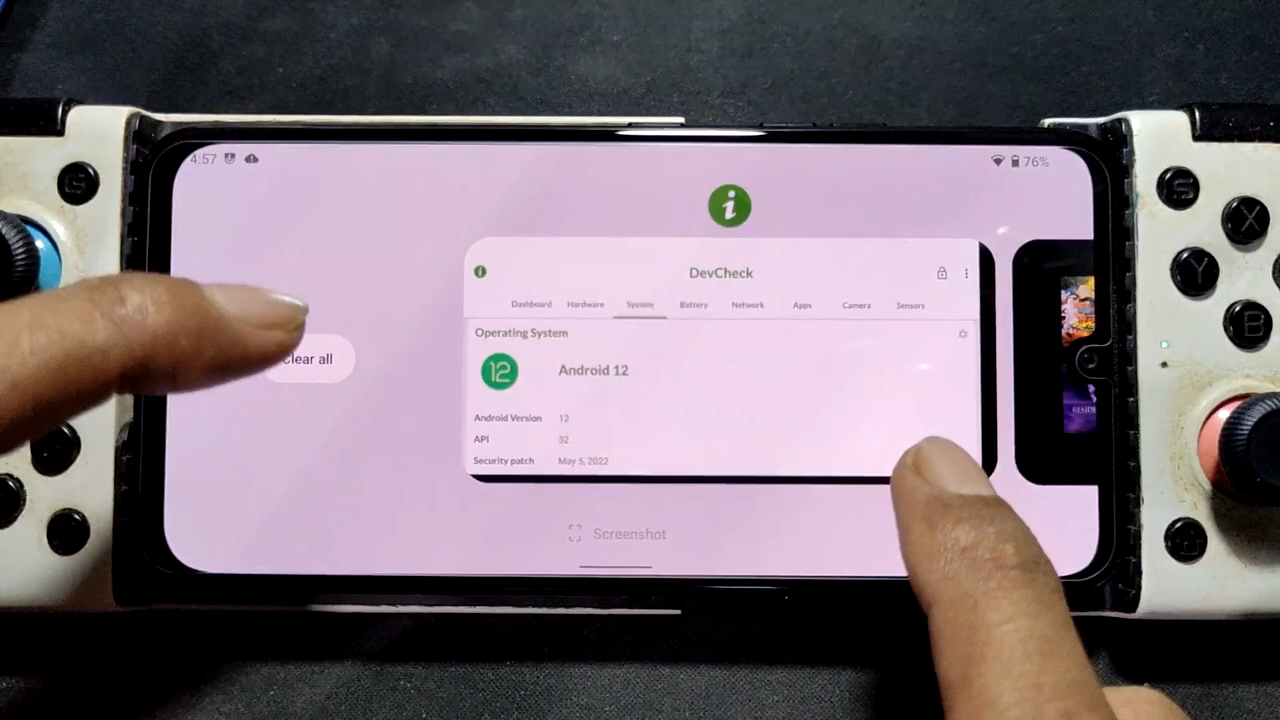 4:57
76%
i
DevCheck
Dashboard Hardware System Battery Network Apps Camera Sensors
Operating System
12 Android 12
Android Version 12
API 32
Security patch May 5, 2022
Clear all
Screenshot
S
X
Y
B